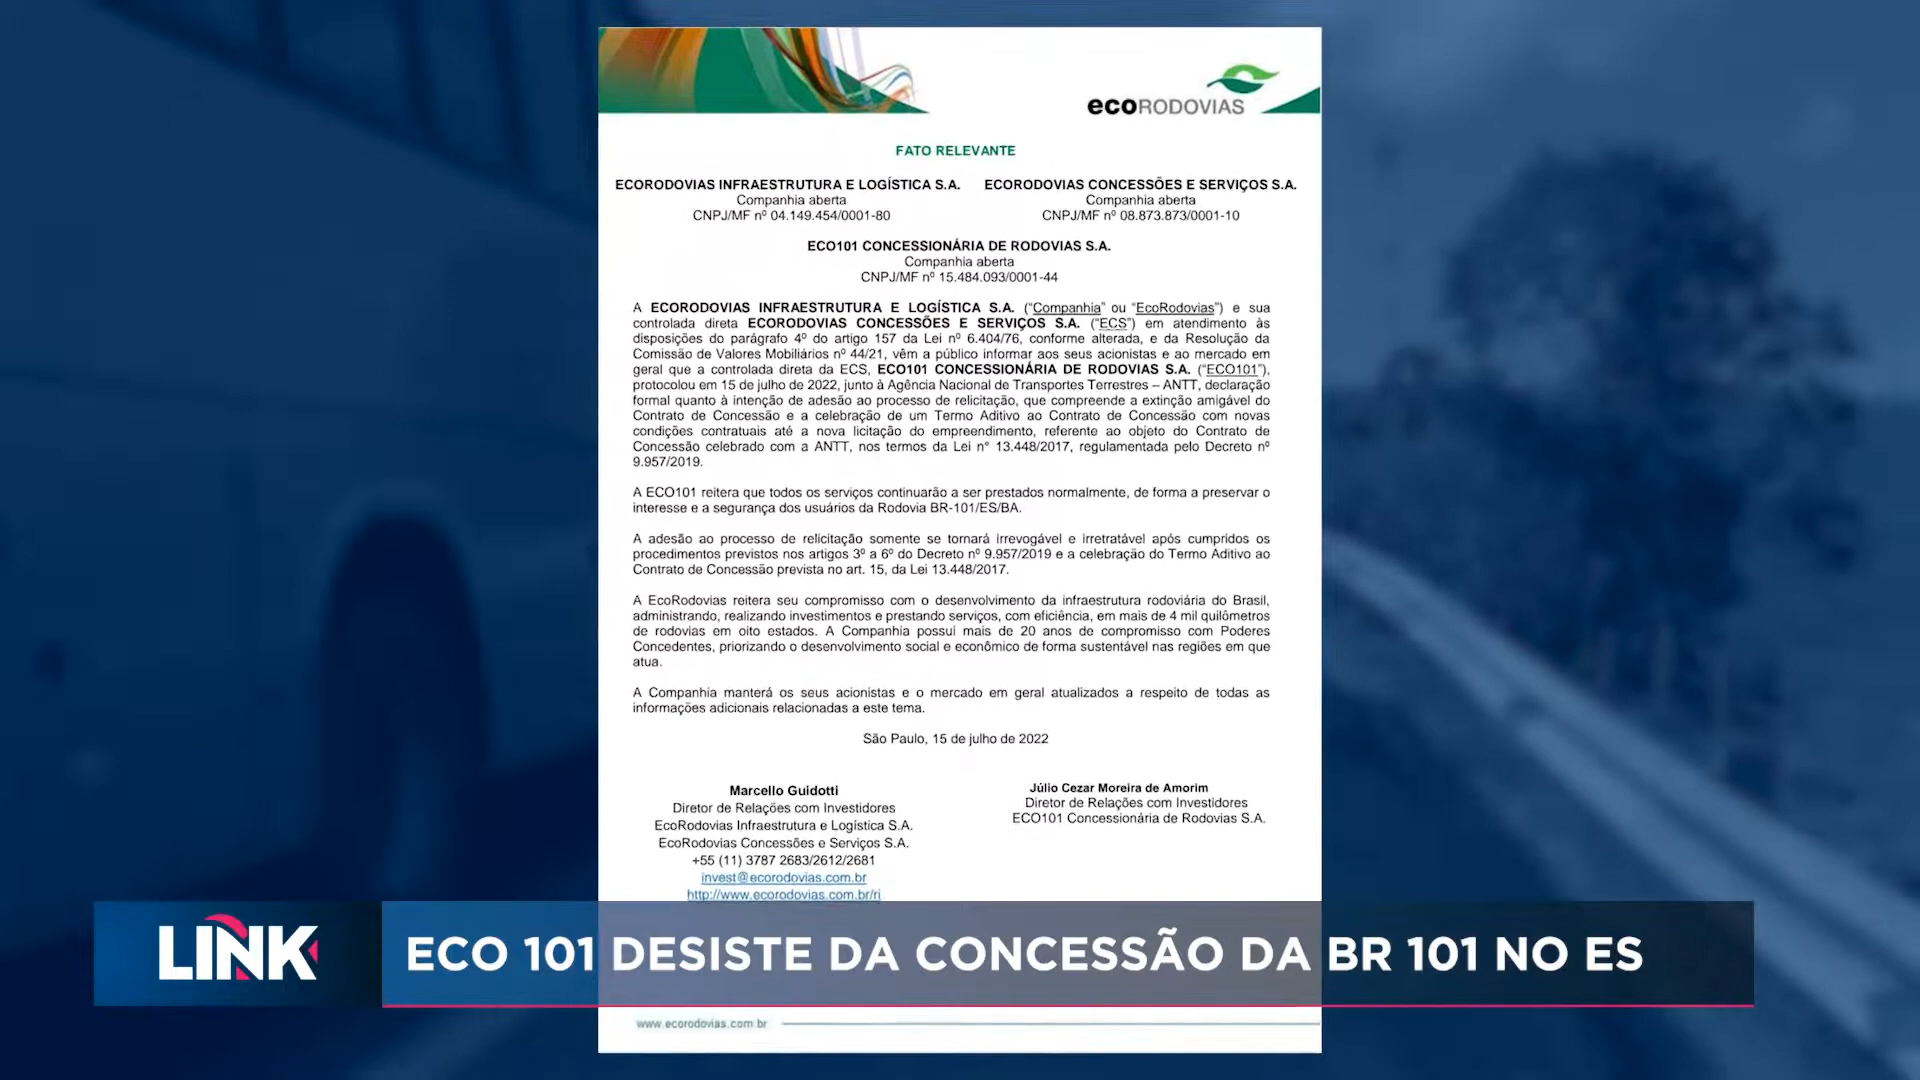 ecoRODOVIAS
FATO RELEVANTE
ECORODOVIAS INFRAESTRUTURA E LOGÍSTICA S.A.
Companhia aberta
CNPJ/MF nº 04.149.454/0001-80
ECORODOVIAS CONCESSÕES E SERVIÇOS S.A.
Companhia aberta
CNPJ/MF nº 08.873.873/0001-10
ECO101 CONCESSIONÁRIA DE RODOVIAS S.A.
Companhia aberta
CNPJ/MF nº 15.484.093/0001-44
A ECORODOVIAS INFRAESTRUTURA E LOGÍSTICA S.A. (“Companhia” ou “EcoRodovias”) e sua
controlada direta ECORODOVIAS CONCESSÕES E SERVIÇOS S.A. (“ECS”) em atendimento às
disposições do parágrafo 4º do artigo 157 da Lei nº 6.404/76, conforme alterada, e da Resolução da
Comissão de Valores Mobiliários nº 44/21, vêm a público informar aos seus acionistas e ao mercado em
geral que a controlada direta da ECS, ECO101 CONCESSIONÁRIA DE RODOVIAS S.A. (“ECO101”),
protocolou em 15 de julho de 2022, junto à Agência Nacional de Transportes Terrestres – ANTT, declaração
formal quanto à intenção de adesão ao processo de relicitação, que compreende a extinção amigável do
Contrato de Concessão e a celebração de um Termo Aditivo ao Contrato de Concessão com novas
condições contratuais até a nova licitação do empreendimento, referente ao objeto do Contrato de
Concessão celebrado com a ANTT, nos termos da Lei n° 13.448/2017, regulamentada pelo Decreto nº
9.957/2019.
A ECO101 reitera que todos os serviços continuarão a ser prestados normalmente, de forma a preservar o
interesse e a segurança dos usuários da Rodovia BR-101/ES/BA.
A adesão ao processo de relicitação somente se tornará irrevogável e irretratável após cumpridos os
procedimentos previstos nos artigos 3º a 6º do Decreto nº 9.957/2019 e a celebração do Termo Aditivo ao
Contrato de Concessão prevista no art. 15, da Lei 13.448/2017.
A EcoRodovias reitera seu compromisso com o desenvolvimento da infraestrutura rodoviária do Brasil,
administrando, realizando investimentos e prestando serviços, com eficiência, em mais de 4 mil quilômetros
de rodovias em oito estados. A Companhia possui mais de 20 anos de compromisso com Poderes
Concedentes, priorizando o desenvolvimento social e econômico de forma sustentável nas regiões em que
atua.
A Companhia manterá os seus acionistas e o mercado em geral atualizados a respeito de todas as
informações adicionais relacionadas a este tema.
São Paulo, 15 de julho de 2022
Marcello Guidotti
Diretor de Relações com Investidores
EcoRodovias Infraestrutura e Logística S.A.
EcoRodovias Concessões e Serviços S.A.
+55 (11) 3787 2683/2612/2681
invest@ecorodovias.com.br
http://www.ecorodovias.com.br/ri
Júlio Cezar Moreira de Amorim
Diretor de Relações com Investidores
ECO101 Concessionária de Rodovias S.A.
LINK
ECO 101 DESISTE DA CONCESSÃO DA BR 101 NO ES
www.ecorodovias.com.br